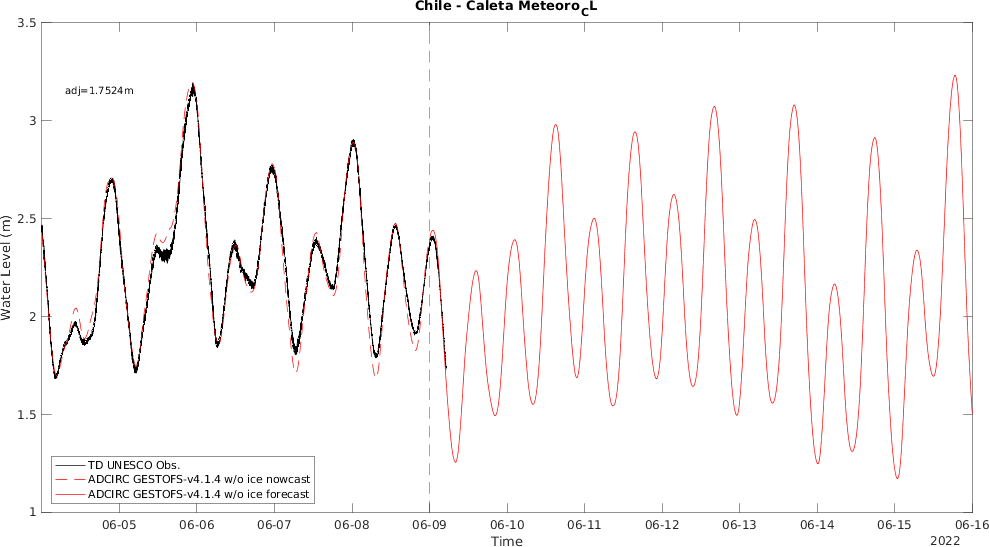 Chile - Caleta Meteoro_CL
adj=1.7524m
Water Level (m)
3.5
3
2.5
2
1.5
1
TD UNESCO Obs.
ADCIRC GESTOFS-v4.1.4 w/o ice nowcast
ADCIRC GESTOFS-v4.1.4 w/o ice forecast
06-05 06-06 06-07 06-08 06-09 06-10 06-11 06-12 06-13 06-14 06-15 06-16
Time
2022